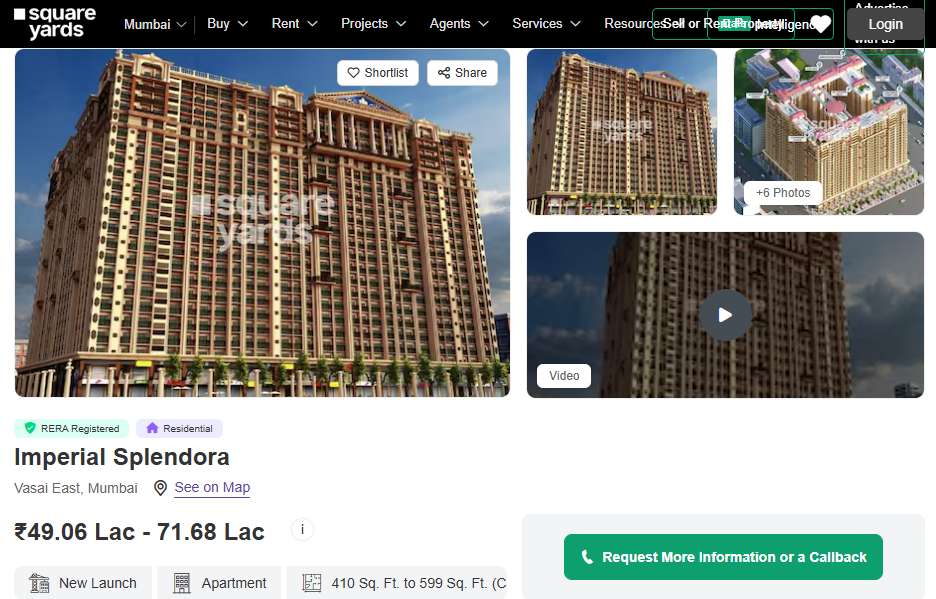 square
yards
Mumbai
Buy
Rent
Projects
Agents
Services
Resources
Sell or Rent Property
Data
Intelligence
Advertise
with us
Login
Shortlist
Share
square
yards
square
yards
+6 Photos
Video
RERA Registered
Residential
Imperial Splendora
Vasai East, Mumbai
See on Map
₹49.06 Lac - 71.68 Lac
i
Request More Information or a Callback
New Launch
Apartment
410 Sq. Ft. to 599 Sq. Ft. (C